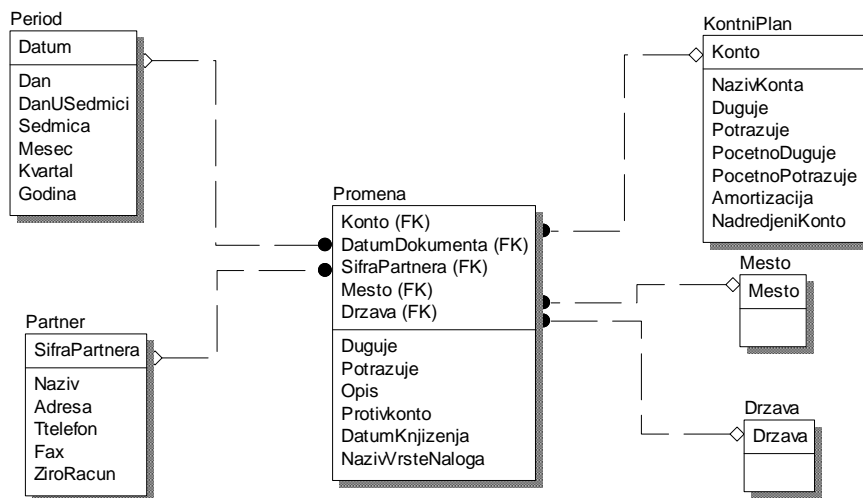 Period
Datum
Dan
DanUSedmici
Sedmica
Mesec
Kvartal
Godina
KontniPlan
Konto
NazivKonta
Duguje
Potrazuje
PocetnoDuguje
PocetnoPotrazuje
Amortizacija
NadredjeniKonto
Promena
Konto (FK)
DatumDokumenta (FK)
SifraPartnera (FK)
Mesto (FK)
Drzava (FK)
Duguje
Potrazuje
Opis
Protivkonto
DatumKnjizenja
NazivVrsteNaloga
Mesto
Mesto
Partner
SifraPartnera
Naziv
Adresa
Ttelefon
Fax
ZiroRacun
Drzava
Drzava